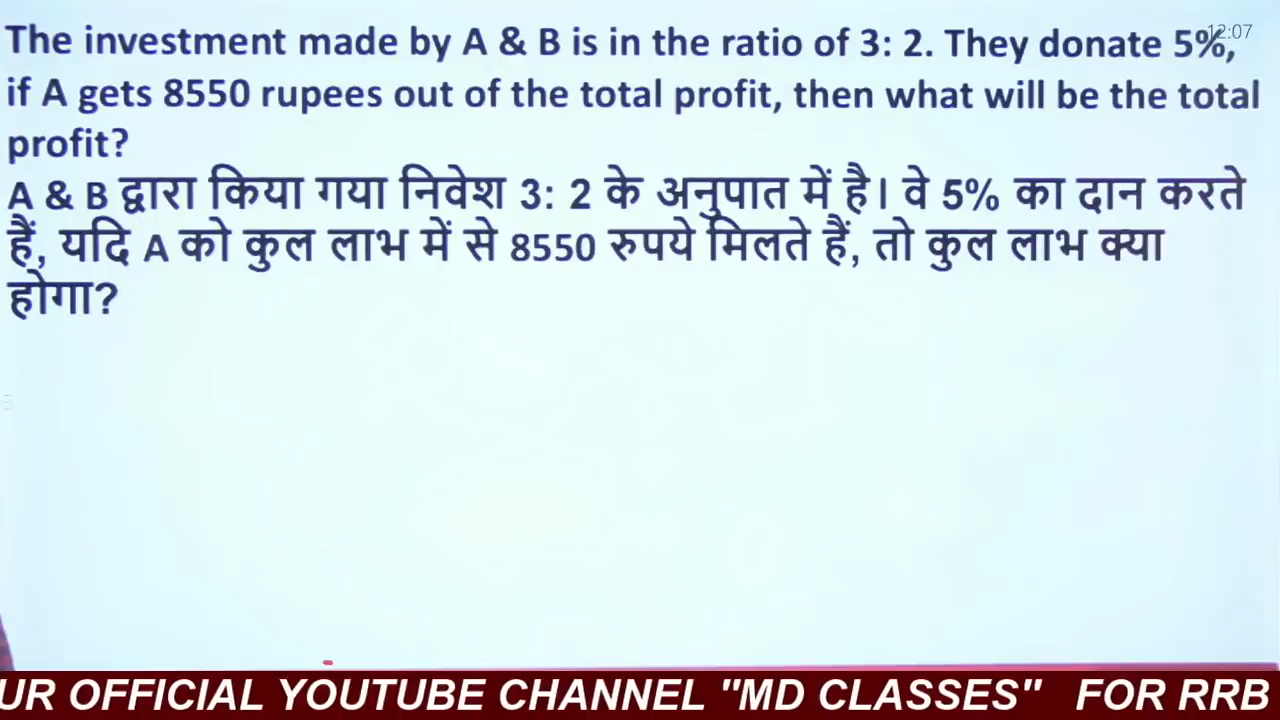 The investment made by A & B is in the ratio of 3: 2. They donate 5%,
12:07
if A gets 8550 rupees out of the total profit, then what will be the total
profit?
A & B द्वारा किया गया निवेश 3: 2 के अनुपात में है। वे 5% का दान करते
हैं, यदि A को कुल लाभ में से 8550 रुपये मिलते हैं, तो कुल लाभ क्या
होगा?
UR OFFICIAL YOUTUBE CHANNEL "MD CLASSES" FOR RRB